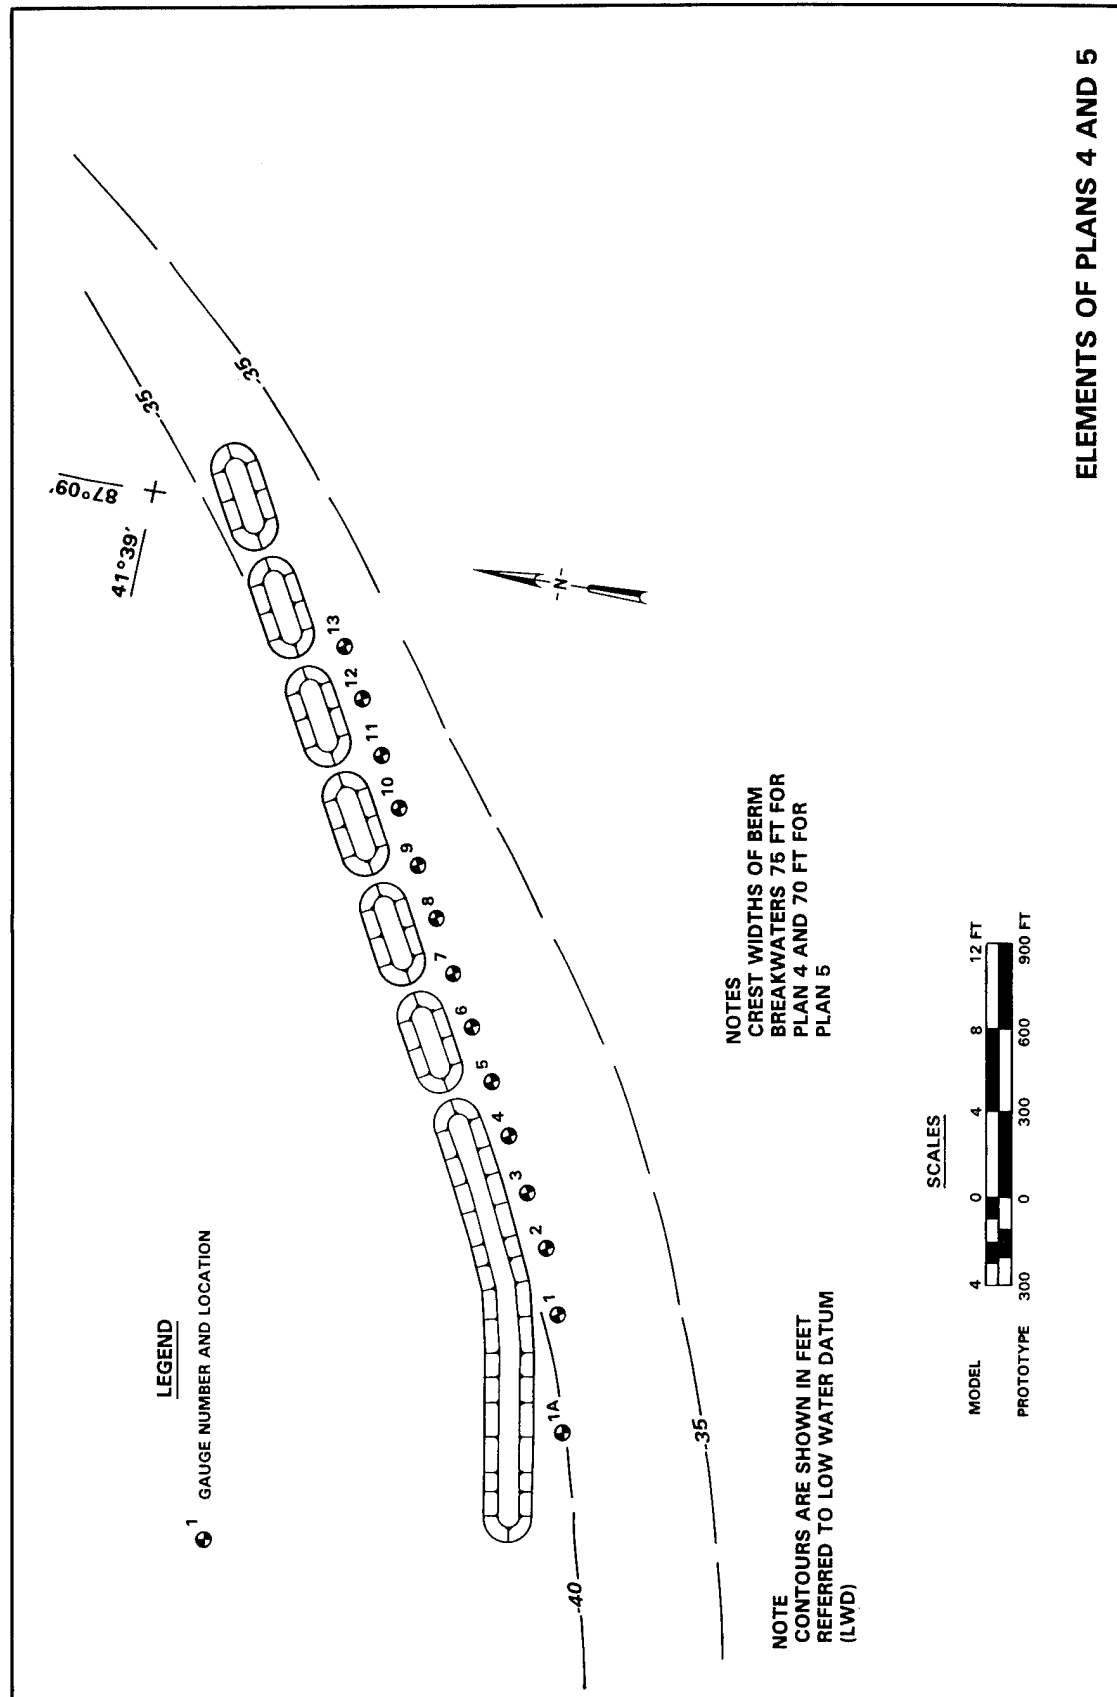 LEGEND
1 GAUGE NUMBER AND LOCATION
41°39'
87°09'
-35
-35
-35
-40
1A
1
2
3
4
5
6
7
8
9
10
11
12
13
-N-
NOTE
CONTOURS ARE SHOWN IN FEET
REFERRED TO LOW WATER DATUM
(LWD)
NOTES
CREST WIDTHS OF BERM
BREAKWATERS 75 FT FOR
PLAN 4 AND 70 FT FOR
PLAN 5
SCALES
MODEL 4 0 4 8 12 FT
PROTOTYPE 300 0 300 600 900 FT
ELEMENTS OF PLANS 4 AND 5